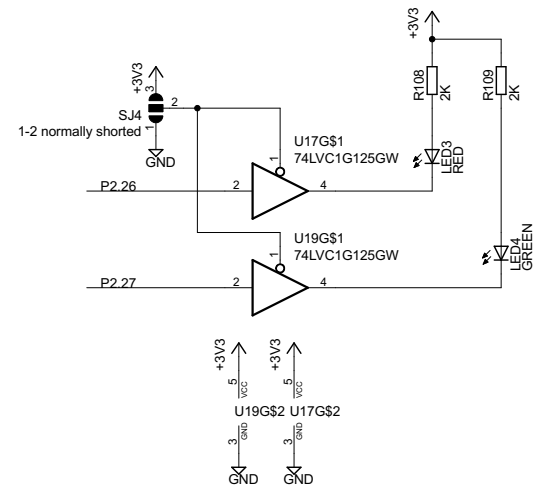 +3V3
+3V3
3
2
SJ4
1-2 normally shorted
1
GND
R108
2K
R109
2K
U17G$1
74LVC1G125GW
1
P2.26
2
4
LED3
RED
U19G$1
74LVC1G125GW
1
P2.27
2
4
LED4
GREEN
+3V3
+3V3
5
VCC
5
VCC
U19G$2 U17G$2
3
GND
3
GND
GND
GND